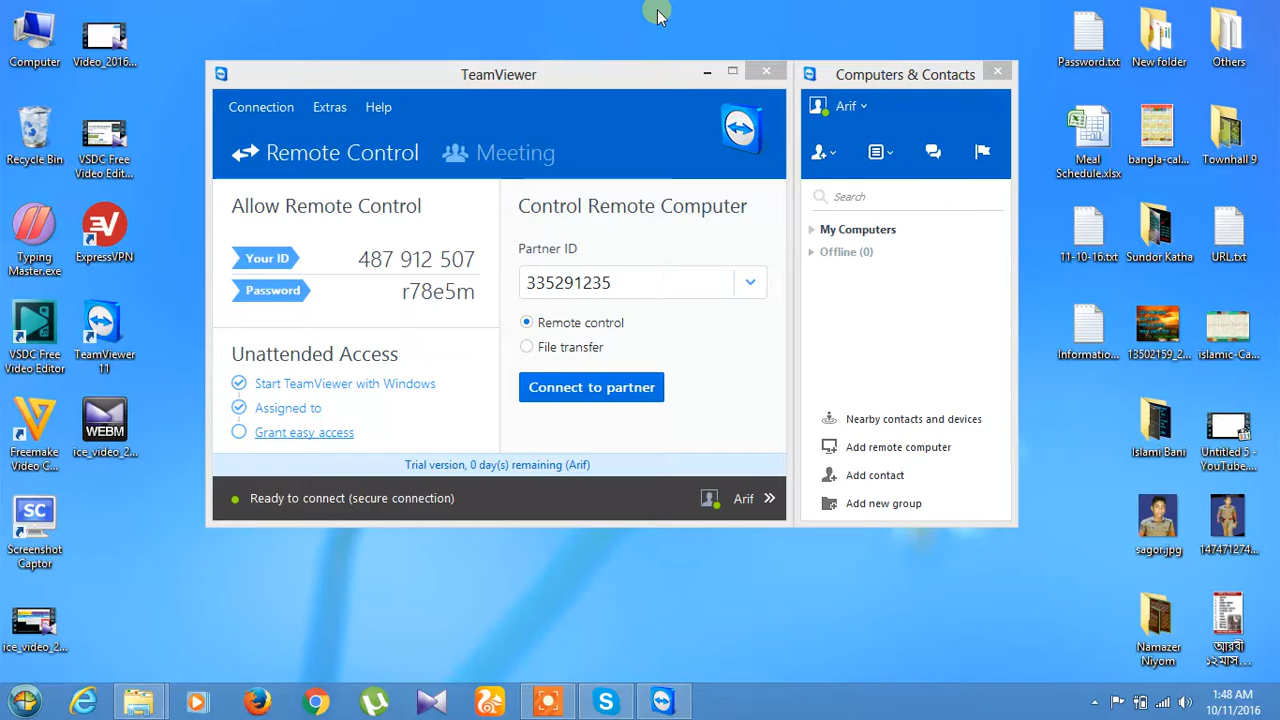 Computer
Video_2016...
Recycle Bin
VSDC Free
Video Edit...
Typing
Master.exe
ExpressVPN
VSDC Free
Video Editor
TeamViewer
11
Freemake
Video C...
WEBM
ice_video_2...
SC
Screenshot
Captor
ice_video_2...
TeamViewer
Connection Extras Help
Remote Control Meeting
Allow Remote Control
Your ID 487 912 507
Password r78e5m
Unattended Access
Start TeamViewer with Windows
Assigned to
Grant easy access
Control Remote Computer
Partner ID
335291235
Remote control
File transfer
Connect to partner
Trial version, 0 day(s) remaining (Arif)
Ready to connect (secure connection) Arif
Computers & Contacts
Arif
Search
My Computers
Offline (0)
Nearby contacts and devices
Add remote computer
Add contact
Add new group
Password.txt
New folder
Others
Meal
Schedule.xlsx
bangla-cal...
Townhall 9
11-10-16.txt
Sundor Katha
URL.txt
Informatio...
13502159_2...
islamic-Ca...
Islami Bani
Untitled 5 -
YouTube....
sagor.jpg
147471274...
Namazer
Niyom
আরবী
১২ মাস...
1:48 AM
10/11/2016